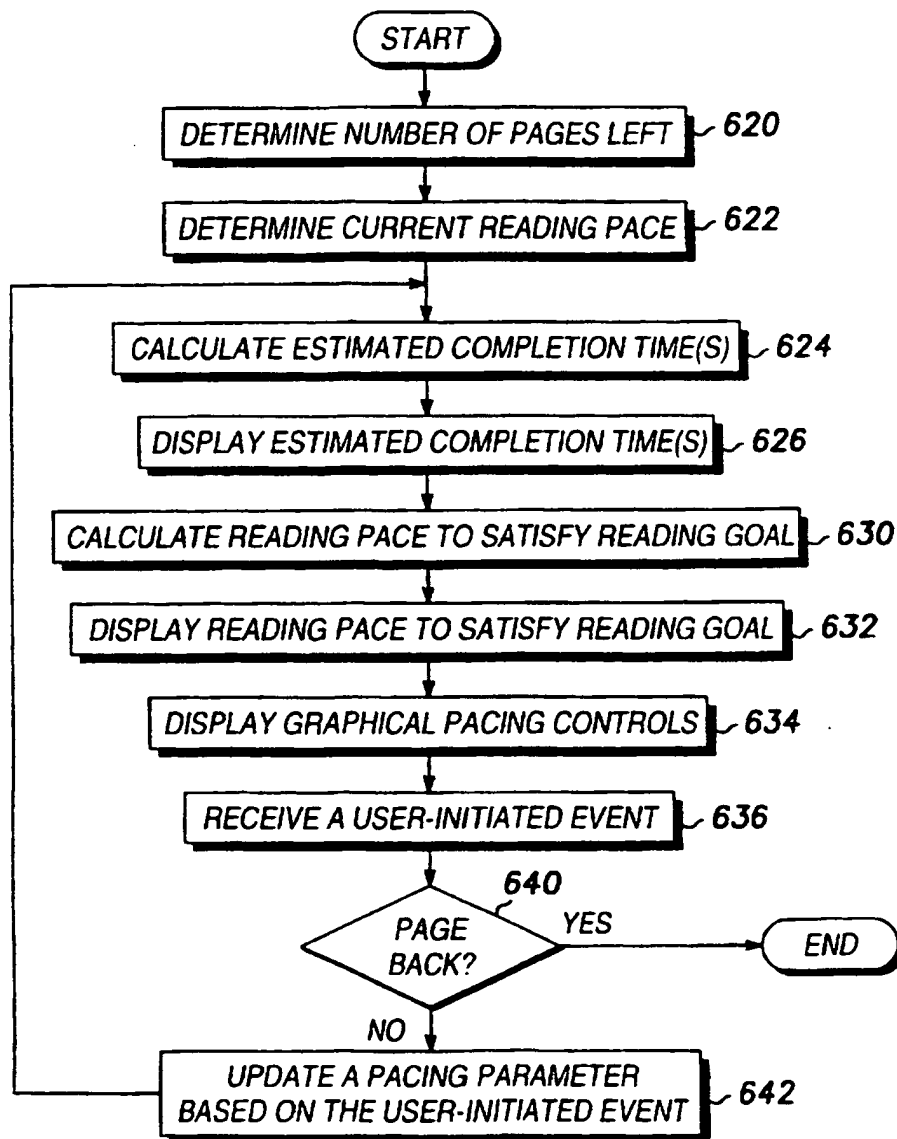 START
DETERMINE NUMBER OF PAGES LEFT 620
DETERMINE CURRENT READING PACE 622
CALCULATE ESTIMATED COMPLETION TIME(S) 624
DISPLAY ESTIMATED COMPLETION TIME(S) 626
CALCULATE READING PACE TO SATISFY READING GOAL 630
DISPLAY READING PACE TO SATISFY READING GOAL 632
DISPLAY GRAPHICAL PACING CONTROLS 634
RECEIVE A USER-INITIATED EVENT 636
640
PAGE
BACK?
YES
END
NO
UPDATE A PACING PARAMETER
BASED ON THE USER-INITIATED EVENT 642